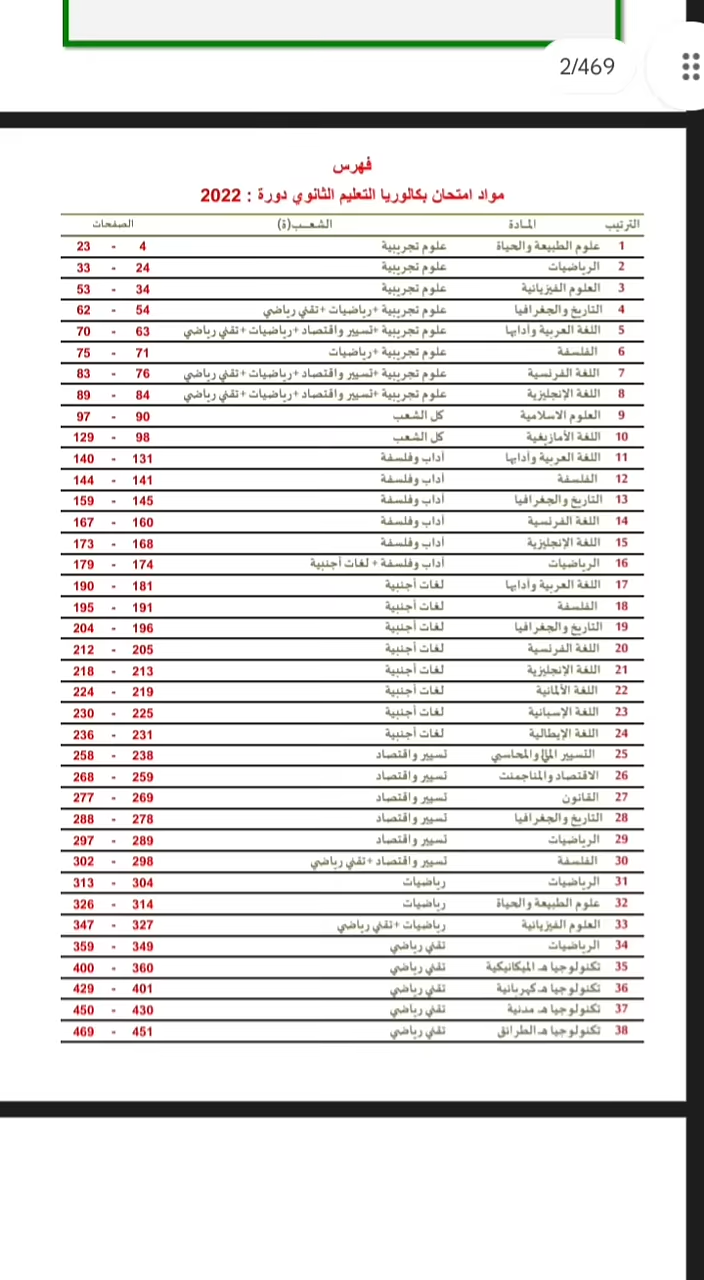 2/469
فهرس
مواد امتحان بكالوريا التعليم الثانوي دورة : 2022
الترتيب المادة الشعب(ة) الصفحات
1 علوم الطبيعة والحياة علوم تجريبية 4 - 23
2 الرياضيات علوم تجريبية 24 - 33
3 العلوم الفيزيائية علوم تجريبية 34 - 53
4 التاريخ والجغرافيا علوم تجريبية +رياضيات +تقني رياضي 54 - 62
5 اللغة العربية وآدابها علوم تجريبية +تسيير واقتصاد+ رياضيات +تقني رياضي 63 - 70
6 الفلسفة علوم تجريبية +رياضيات 71 - 75
7 اللغة الفرنسية علوم تجريبية +تسيير واقتصاد+ رياضيات +تقني رياضي 76 - 83
8 اللغة الإنجليزية علوم تجريبية +تسيير واقتصاد+ رياضيات +تقني رياضي 84 - 89
9 العلوم الاسلامية كل الشعب 90 - 97
10 اللغة الأمازيغية كل الشعب 98 - 129
11 اللغة العربية وآدابها آداب وفلسفة 131 - 140
12 الفلسفة آداب وفلسفة 141 - 144
13 التاريخ والجغرافيا آداب وفلسفة 145 - 159
14 اللغة الفرنسية آداب وفلسفة 160 - 167
15 اللغة الإنجليزية آداب وفلسفة 168 - 173
16 الرياضيات آداب وفلسفة + لغات أجنبية 174 - 179
17 اللغة العربية وآدابها لغات أجنبية 181 - 190
18 الفلسفة لغات أجنبية 191 - 195
19 التاريخ والجغرافيا لغات أجنبية 196 - 204
20 اللغة الفرنسية لغات أجنبية 205 - 212
21 اللغة الإنجليزية لغات أجنبية 213 - 218
22 اللغة الألمانية لغات أجنبية 219 - 224
23 اللغة الإسبانية لغات أجنبية 225 - 230
24 اللغة الإيطالية لغات أجنبية 231 - 236
25 التسيير المالي والمحاسبي تسيير واقتصاد 238 - 258
26 الاقتصاد والمناجمنت تسيير واقتصاد 259 - 268
27 القانون تسيير واقتصاد 269 - 277
28 التاريخ والجغرافيا تسيير واقتصاد 278 - 288
29 الرياضيات تسيير واقتصاد 289 - 297
30 الفلسفة تسيير واقتصاد +تقني رياضي 298 - 302
31 الرياضيات رياضيات 304 - 313
32 علوم الطبيعة والحياة رياضيات 314 - 326
33 العلوم الفيزيائية رياضيات +تقني رياضي 327 - 347
34 الرياضيات تقني رياضي 349 - 359
35 تكنولوجيا هـ الميكانيكية تقني رياضي 360 - 400
36 تكنولوجيا هـ كهربائية تقني رياضي 401 - 429
37 تكنولوجيا هـ مدنية تقني رياضي 430 - 450
38 تكنولوجيا هـ الطرائق تقني رياضي 451 - 469